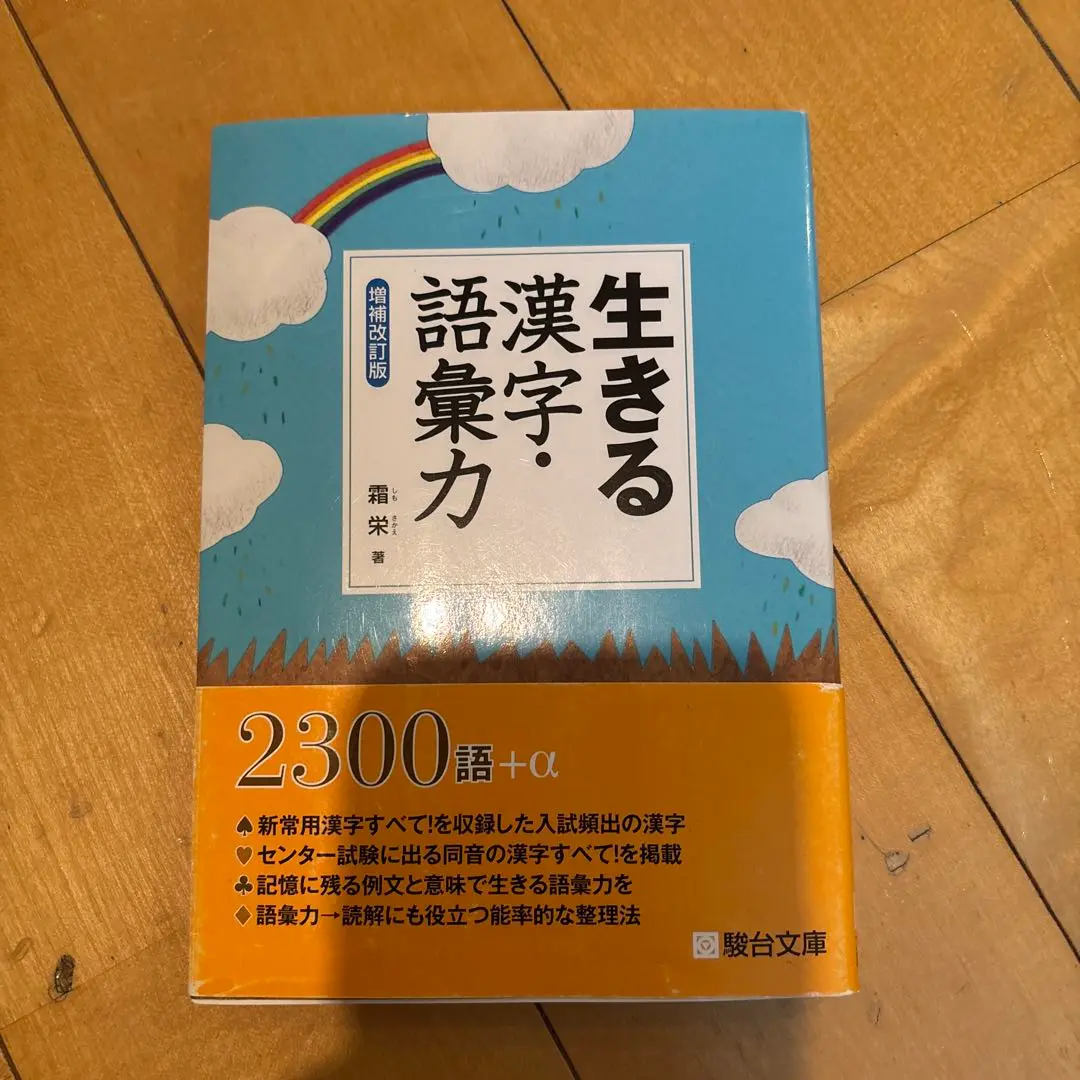 生きる
漢字・
語彙力
増補改訂版
霜 栄 著
しも さかえ
2300語+α
♠新常用漢字すべて!を収録した入試頻出の漢字
♥センター試験に出る同音の漢字すべて!を掲載
♣記憶に残る例文と意味で生きる語彙力を
♦語彙力→読解にも役立つ能率的な整理法
駿台文庫